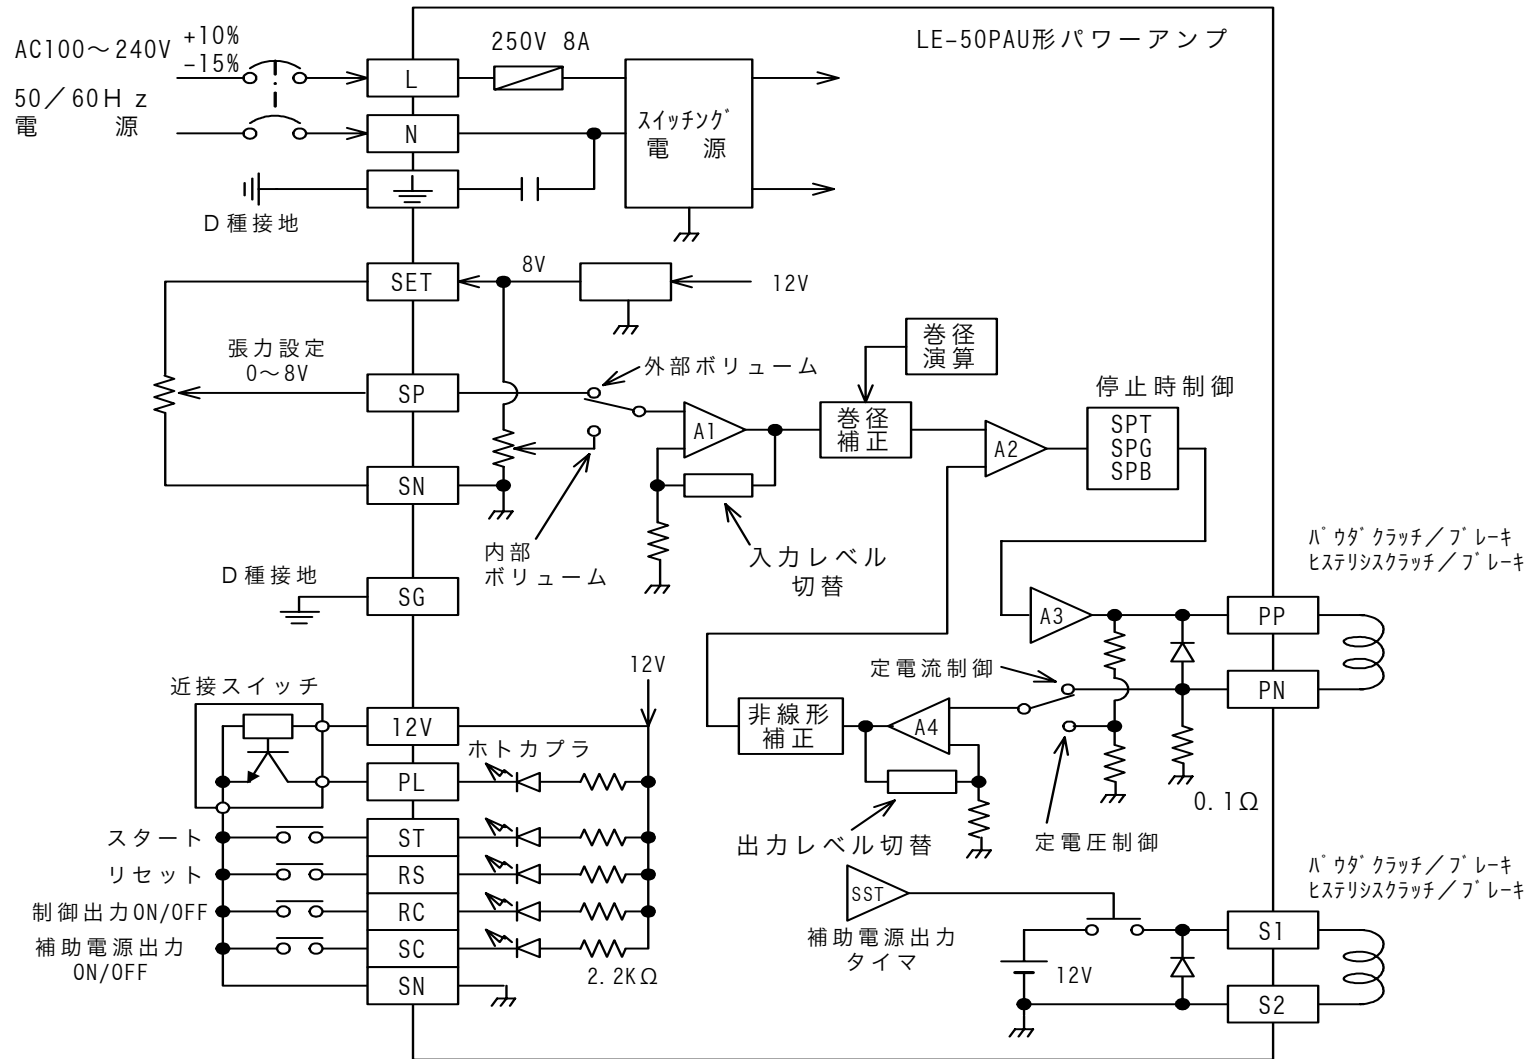 LE-50PAU形パワーアンプ
AC100～240V +10%
-15%
50／60Hz
電 源
250V 8A
L
N
スイッチング
電 源
D種接地
SET
8V
12V
張力設定
0～8V
SP
外部ボリューム
巻径
演算
停止時制御
A1
巻径
補正
A2
SPT
SPG
SPB
SN
内部
ボリューム
入力レベル
切替
D種接地
SG
パウダクラッチ／ブレーキ
ヒステリシスクラッチ／ブレーキ
A3
PP
12V
定電流制御
PN
近接スイッチ
12V
非線形
補正
A4
ホトカプラ
PL
0.1Ω
スタート
ST
出力レベル切替
定電圧制御
リセット
RS
パウダクラッチ／ブレーキ
ヒステリシスクラッチ／ブレーキ
SST
制御出力ON/OFF
RC
補助電源出力
ON/OFF
SC
補助電源出力
タイマ
S1
2.2KΩ
12V
SN
S2